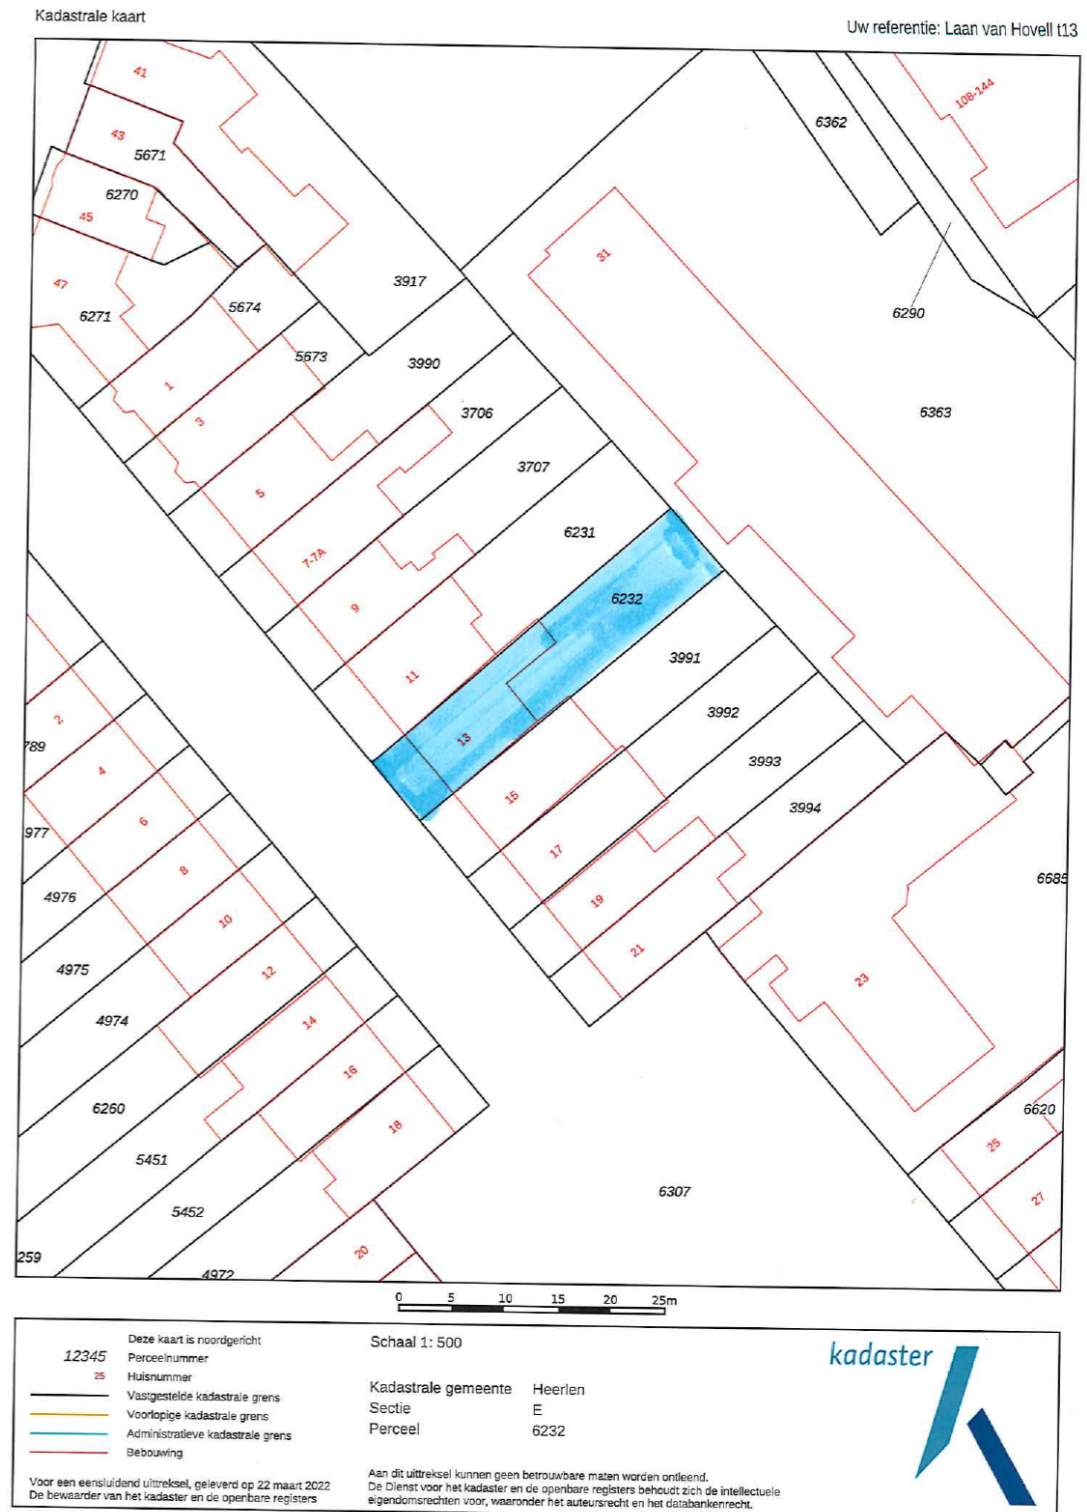 Kadastrale kaart
Uw referentie: Laan van Hovell t13
41
108-144
6362
43
5671
6270
45
31
3917
47
6271
5674
6290
5673
3990
1
3706
6363
3
3707
5
6231
7-7A
6232
9
3991
11
3992
2
789
13
3993
4
15
3994
6
977
17
8
6685
4976
19
10
21
4975
12
23
4974
14
16
6260
6620
18
25
5451
6307
27
5452
20
259
4972
0 5 10 15 20 25m
Deze kaart is noordgericht
12345 Perceelnummer
25 Huisnummer
Vastgestelde kadastrale grens
Voorlopige kadastrale grens
Administratieve kadastrale grens
Bebouwing
Schaal 1: 500
Kadastrale gemeente Heerlen
Sectie E
Perceel 6232
kadaster
Voor een eensluidend uittreksel, geleverd op 22 maart 2022
De bewaarder van het kadaster en de openbare registers
Aan dit uittreksel kunnen geen betrouwbare maten worden ontleend.
De Dienst voor het kadaster en de openbare registers behoudt zich de intellectuele
eigendomsrechten voor, waaronder het auteursrecht en het databankenrecht.